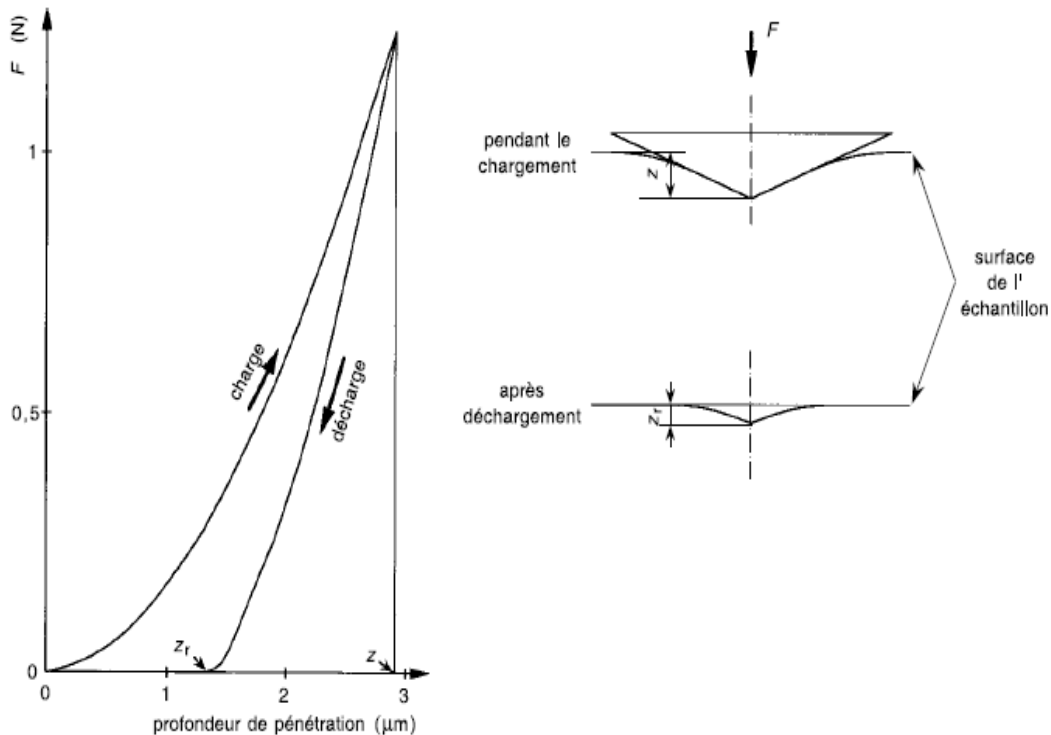 F (N)
1
0,5
0
0
1
2
3
charge
décharge
zr
z
profondeur de pénétration (µm)
F
pendant le
chargement
z
surface
de l'
échantillon
après
déchargement
zr